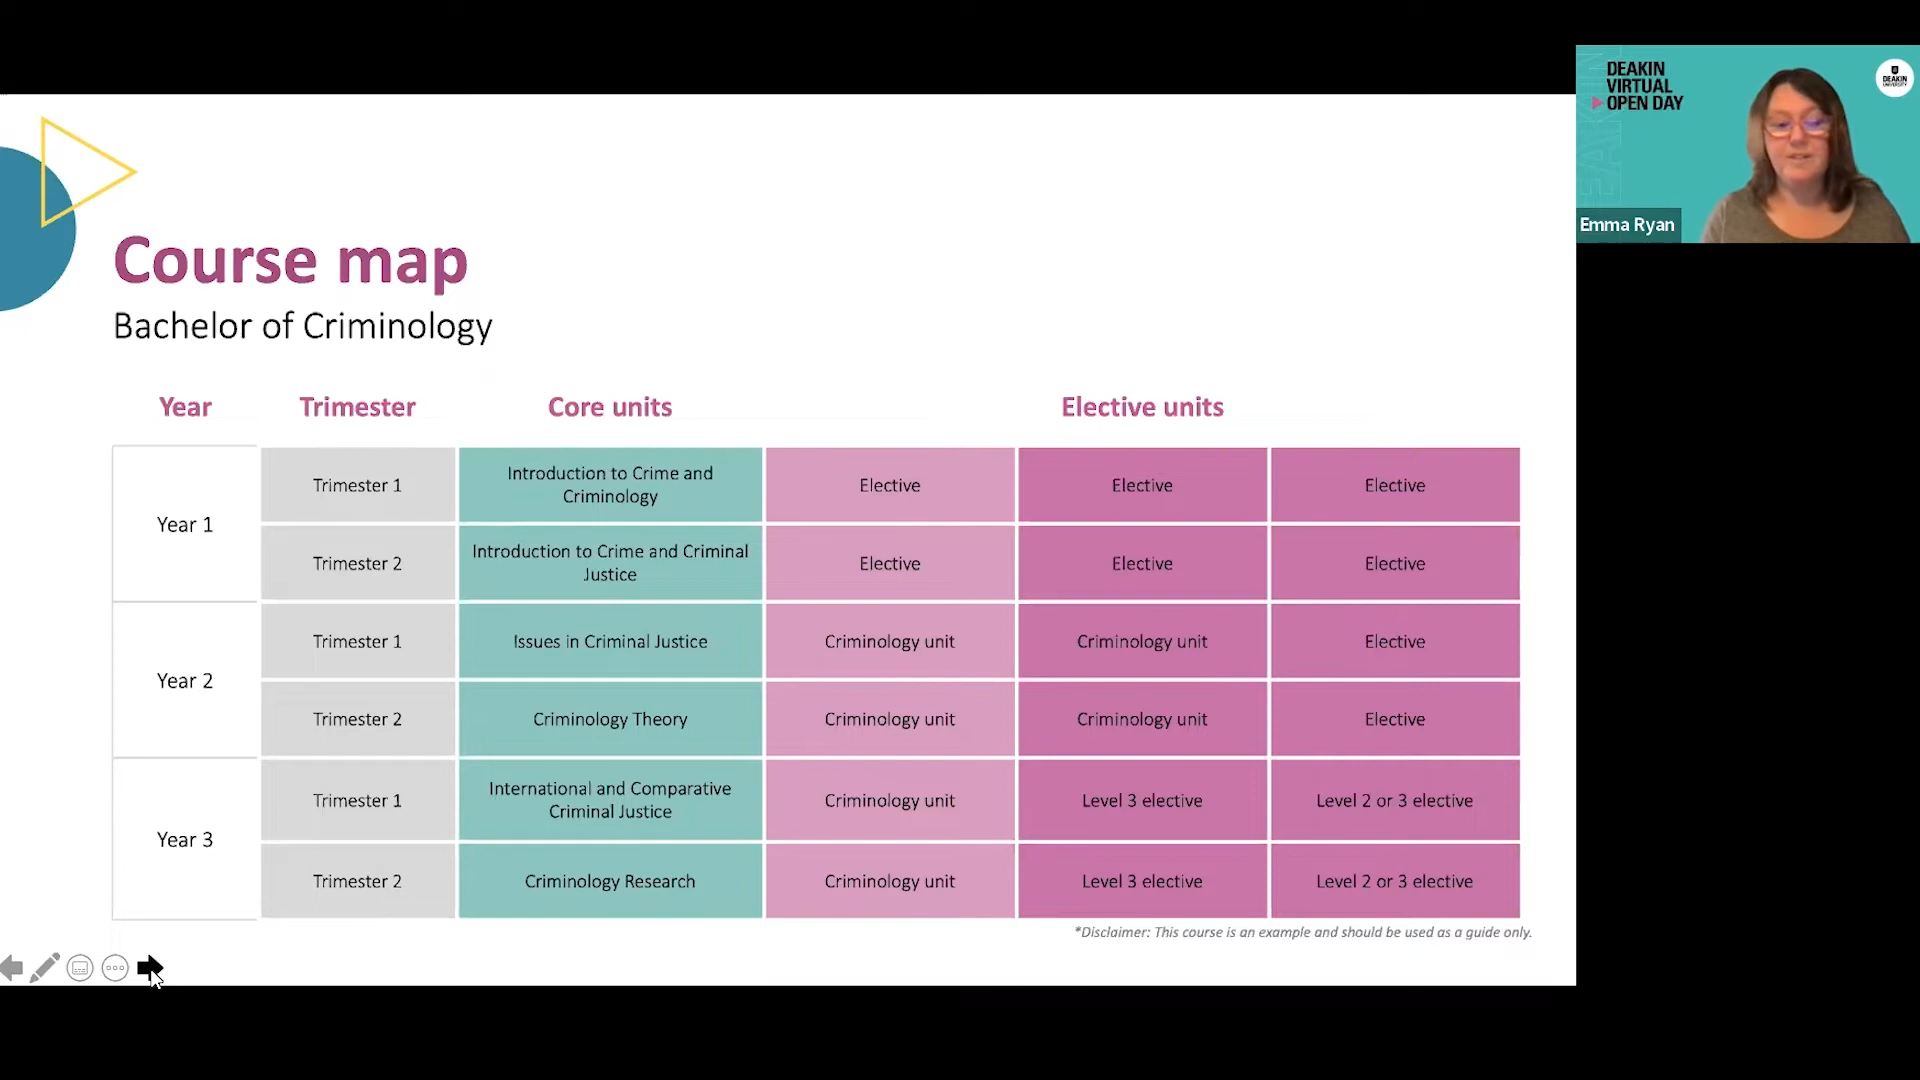 DEAKIN
VIRTUAL
OPEN DAY
DEAKIN
UNIVERSITY
Emma Ryan
Course map
Bachelor of Criminology
Year Trimester Core units Elective units
Year 1
Trimester 1
Introduction to Crime and
Criminology
Elective
Elective
Elective
Trimester 2
Introduction to Crime and Criminal
Justice
Elective
Elective
Elective
Year 2
Trimester 1
Issues in Criminal Justice
Criminology unit
Criminology unit
Elective
Trimester 2
Criminology Theory
Criminology unit
Criminology unit
Elective
Year 3
Trimester 1
International and Comparative
Criminal Justice
Criminology unit
Level 3 elective
Level 2 or 3 elective
Trimester 2
Criminology Research
Criminology unit
Level 3 elective
Level 2 or 3 elective
*Disclaimer: This course is an example and should be used as a guide only.